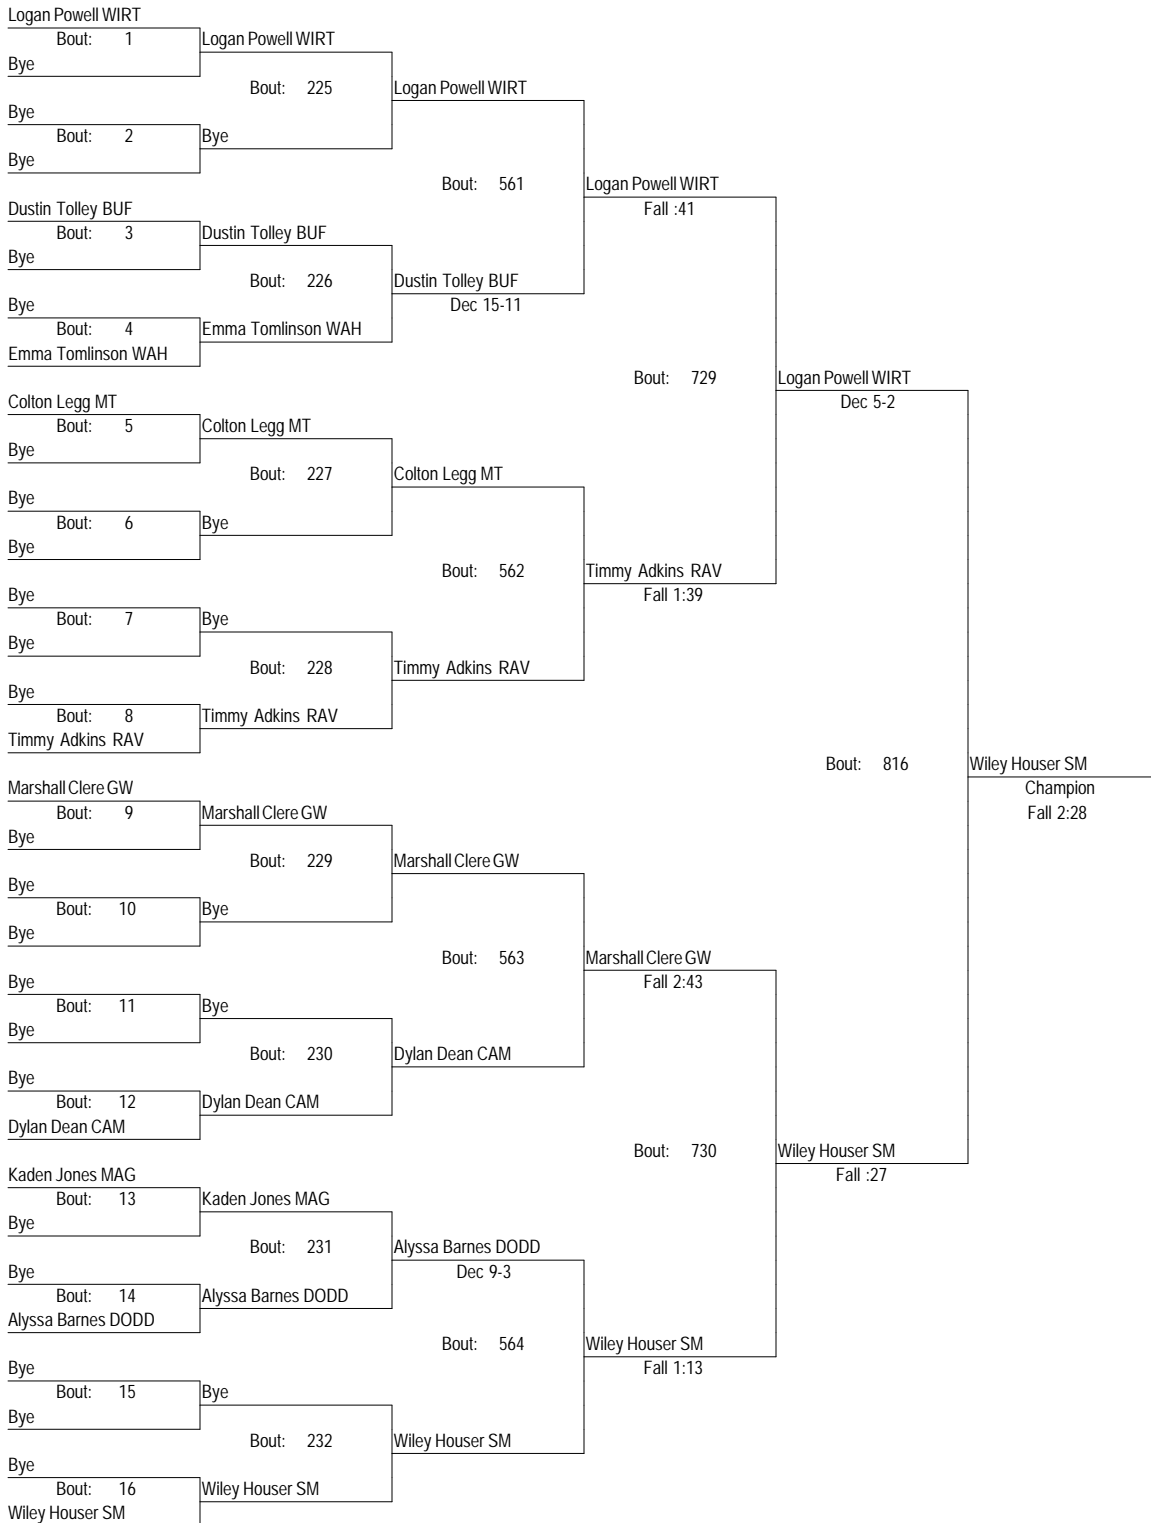 Logan Powell WIRT
Bout: 1
Logan Powell WIRT
Bye
Bout: 225
Logan Powell WIRT
Bye
Bout: 2
Bye
Bye
Bout: 561
Logan Powell WIRT
Fall :41
Dustin Tolley BUF
Bout: 3
Dustin Tolley BUF
Bye
Bout: 226
Dustin Tolley BUF
Dec 15-11
Bye
Bout: 4
Emma Tomlinson WAH
Emma Tomlinson WAH
Bout: 729
Logan Powell WIRT
Dec 5-2
Colton Legg MT
Bout: 5
Colton Legg MT
Bye
Bout: 227
Colton Legg MT
Bye
Bout: 6
Bye
Bye
Bout: 562
Timmy Adkins RAV
Fall 1:39
Bye
Bout: 7
Bye
Bye
Bout: 228
Timmy Adkins RAV
Bye
Bout: 8
Timmy Adkins RAV
Timmy Adkins RAV
Bout: 816
Wiley Houser SM
Champion
Fall 2:28
Marshall Clere GW
Bout: 9
Marshall Clere GW
Bye
Bout: 229
Marshall Clere GW
Bye
Bout: 10
Bye
Bye
Bout: 563
Marshall Clere GW
Fall 2:43
Bye
Bout: 11
Bye
Bye
Bout: 230
Dylan Dean CAM
Bye
Bout: 12
Dylan Dean CAM
Dylan Dean CAM
Bout: 730
Wiley Houser SM
Fall :27
Kaden Jones MAG
Bout: 13
Kaden Jones MAG
Bye
Bout: 231
Alyssa Barnes DODD
Dec 9-3
Bye
Bout: 14
Alyssa Barnes DODD
Alyssa Barnes DODD
Bout: 564
Wiley Houser SM
Fall 1:13
Bye
Bout: 15
Bye
Bye
Bout: 232
Wiley Houser SM
Bye
Bout: 16
Wiley Houser SM
Wiley Houser SM